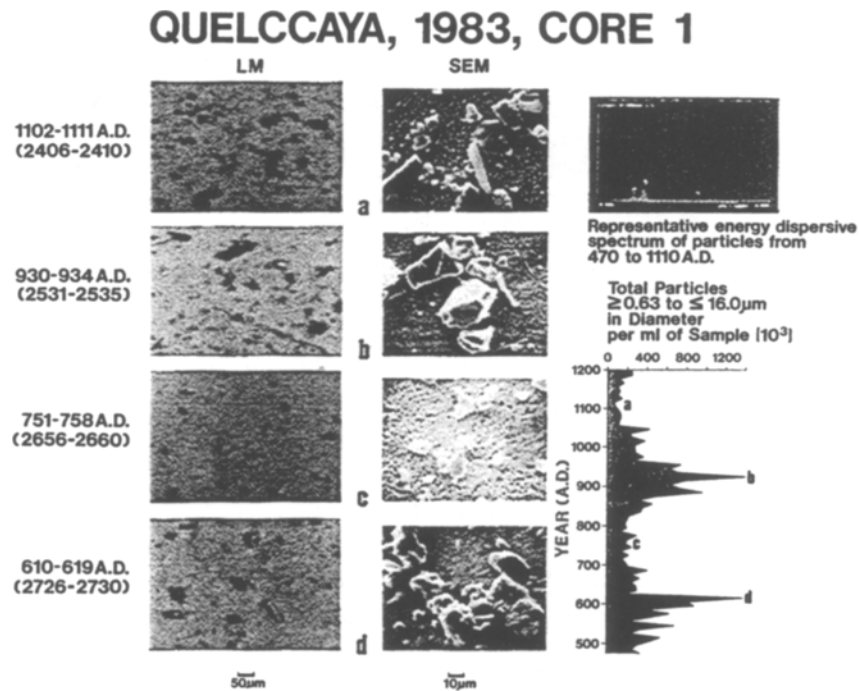 QUELCCAYA, 1983, CORE 1
LM
SEM
1102-1111 A.D.
(2406-2410)
a
930-934 A.D.
(2531-2535)
b
751-758 A.D.
(2656-2660)
c
610-619 A.D.
(2726-2730)
d
50µm
10µm
Representative energy dispersive
spectrum of particles from
470 to 1110 A.D.
Total Particles
≥0.63 to ≤ 16.0µm
in Diameter
per ml of Sample [10³]
0 400 800 1200
1200
1100
1000
900
800
700
600
500
YEAR (A.D.)
a
b
c
d